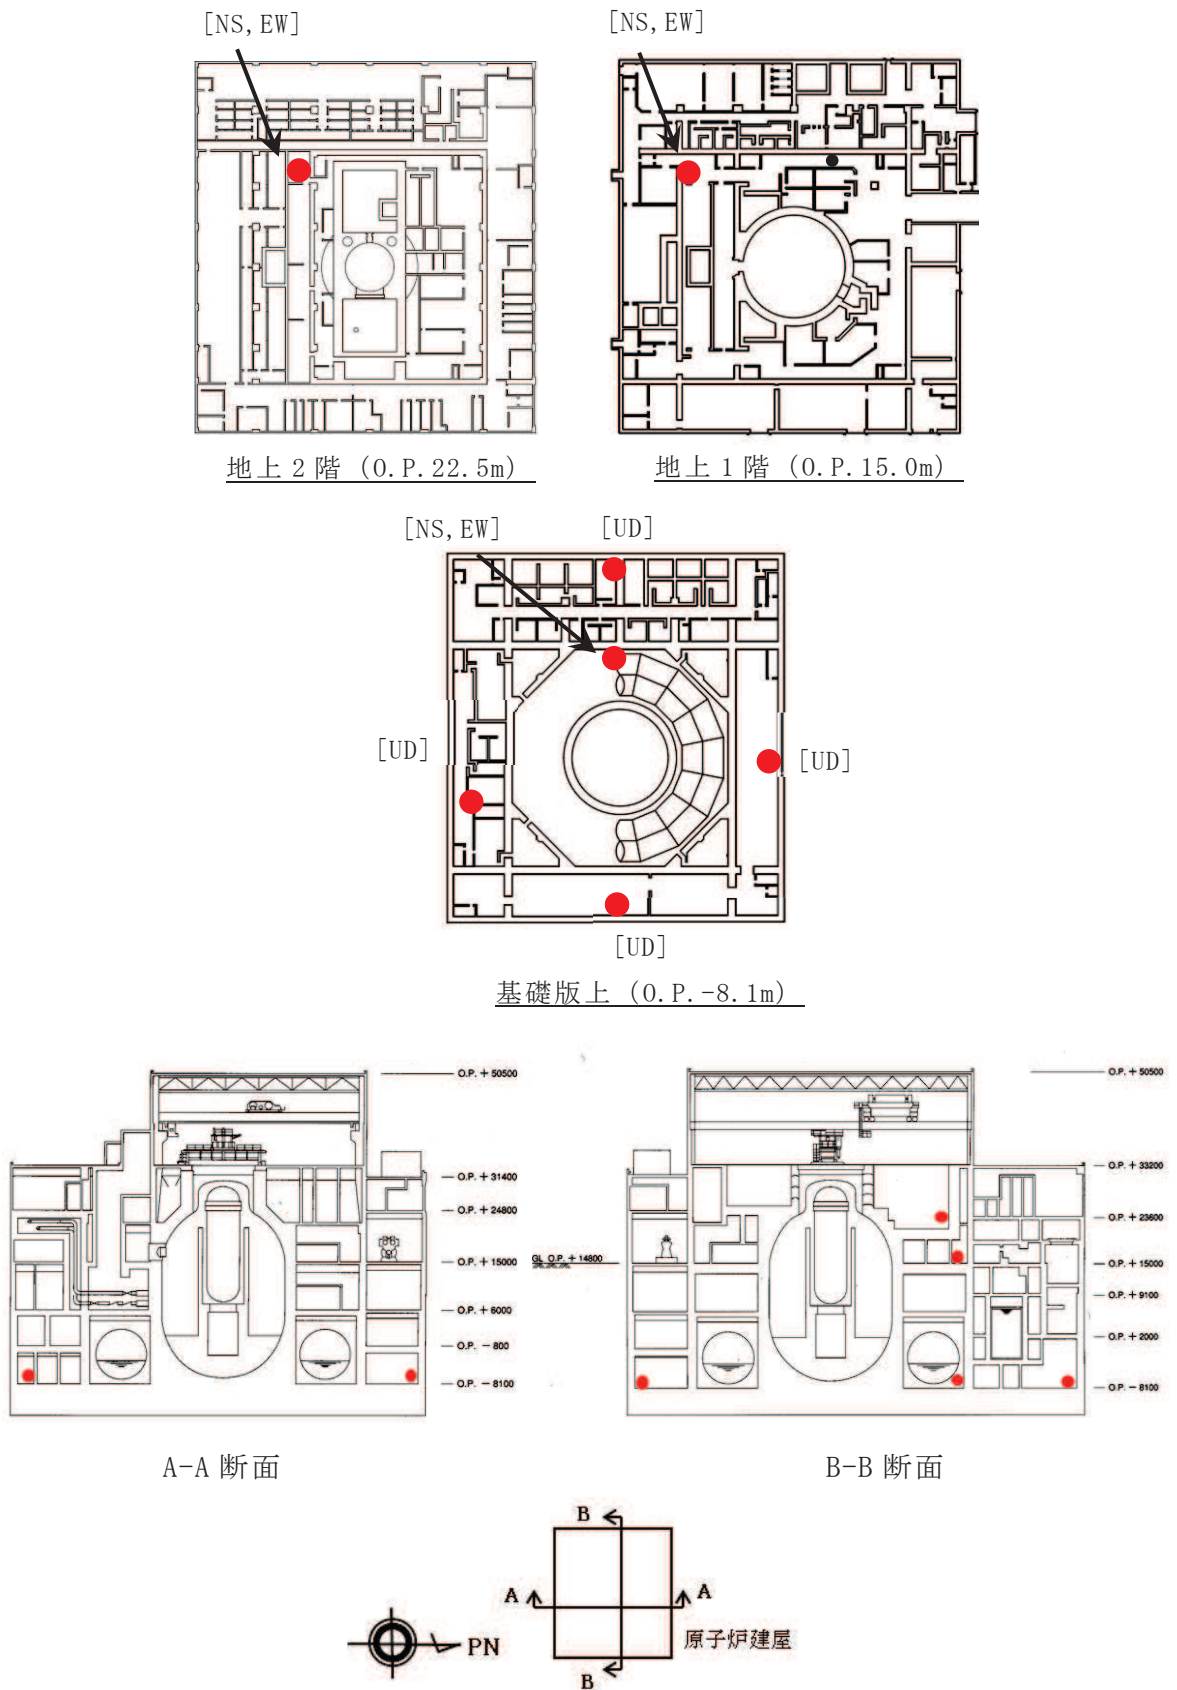 [NS, EW]
[NS, EW]
地上 2 階 (O.P.22.5m)
地上 1 階 (O.P.15.0m)
[NS, EW]
[UD]
[UD]
[UD]
[UD]
基礎版上 (O.P.-8.1m)
O.P. + 50500
O.P. + 31400
O.P. + 24800
O.P. + 15000
O.P. + 6000
O.P. - 800
O.P. - 8100
GL O.P. + 14800
O.P. + 50500
O.P. + 33200
O.P. + 23600
O.P. + 15000
O.P. + 9100
O.P. + 2000
O.P. - 8100
A-A 断面
B-B 断面
B
A
A
原子炉建屋
PN
B